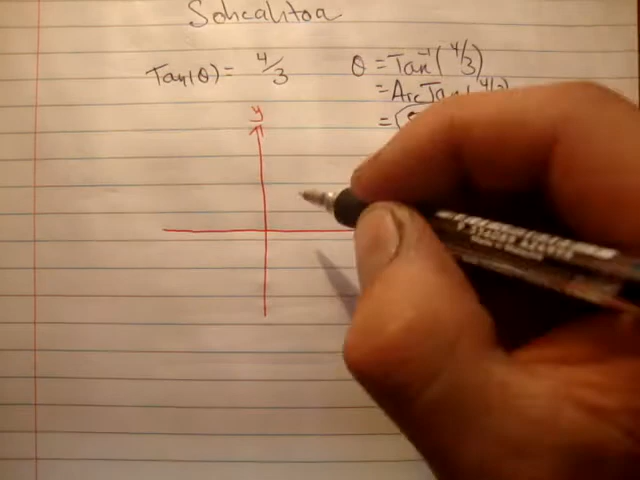 Sohcahtoa
Tan(θ) = 4/3
θ = Tan⁻¹(4/3)
= ArcTan(4/3)
=
y